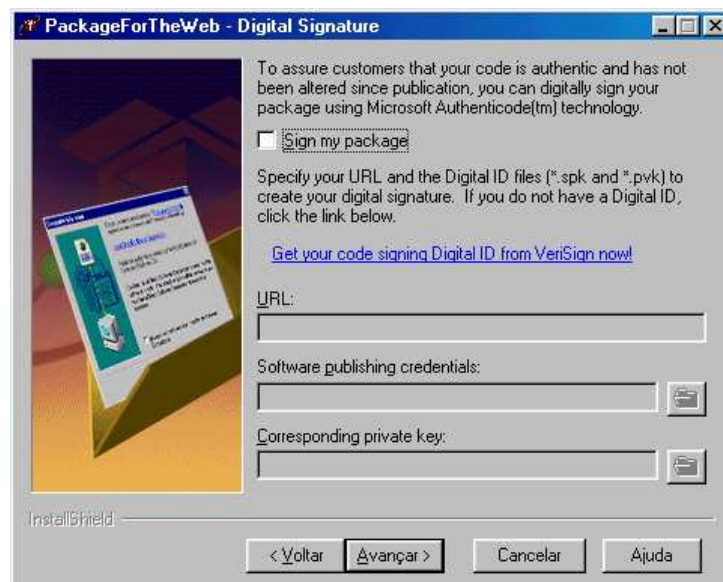 PackageForTheWeb - Digital Signature
To assure customers that your code is authentic and has not
been altered since publication, you can digitally sign your
package using Microsoft Authenticode(tm) technology.
Sign my package
Specify your URL and the Digital ID files (*.spk and *.pvk) to
create your digital signature. If you do not have a Digital ID,
click the link below.
Get your code signing Digital ID from VeriSign now!
URL:
Software publishing credentials:
Corresponding private key:
InstallShield
< Voltar
Avançar >
Cancelar
Ajuda